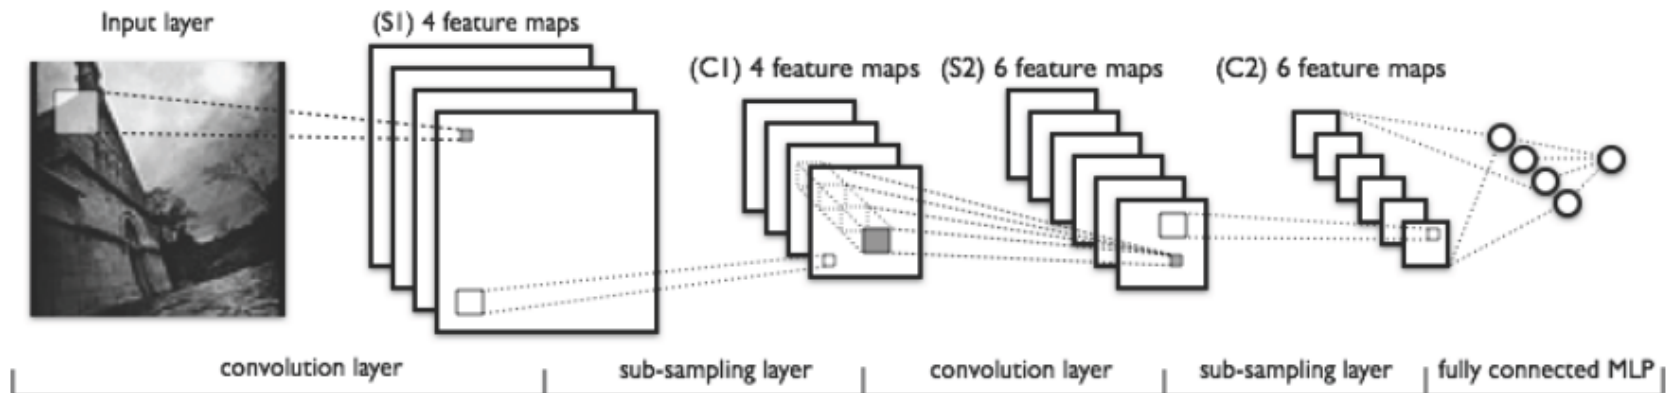 Input layer
(S1) 4 feature maps
(C1) 4 feature maps
(S2) 6 feature maps
(C2) 6 feature maps
convolution layer
sub-sampling layer
convolution layer
sub-sampling layer
fully connected MLP